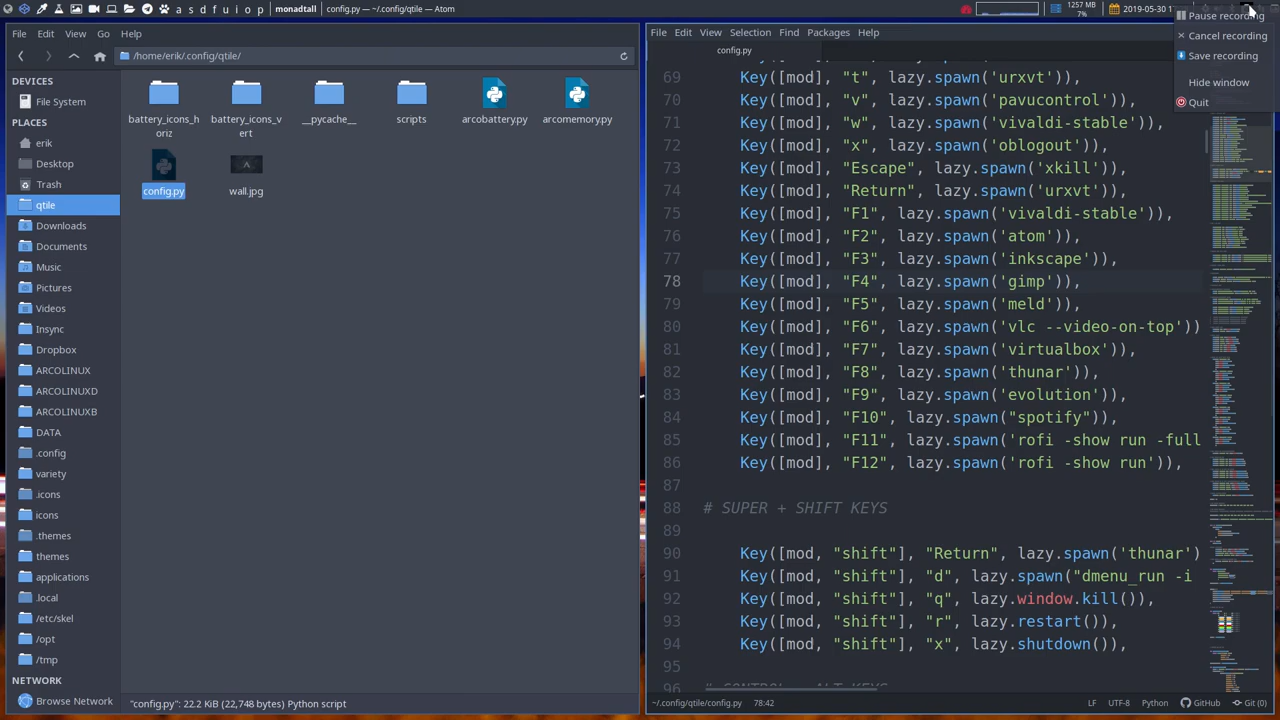 a s d f u i o p monadtall config.py — ~/.config — Atom
1257 MB
7%
2019-05-30
Pause recording
Cancel recording
Save recording
Hide window
Quit
File Edit View Go Help
/home/erik/.config/qtile/
DEVICES
File System
PLACES
erik
Desktop
Trash
qtile
Downloads
Documents
Music
Pictures
Videos
Insync
Dropbox
ARCOLINUX
ARCOLINUXD
ARCOLINUXB
DATA
.config
variety
.icons
icons
.themes
themes
applications
.local
/etc/skel
/opt
/tmp
NETWORK
Browse Network
battery_icons_h
oriz
battery_icons_v
ert
__pycache__
scripts
arcobattery.py
arcomemory.py
config.py
wall.jpg
"config.py": 22.2 KiB (22,748 bytes) Python script
File Edit View Selection Find Packages Help
config.py
69 Key([mod], "t", lazy.spawn('urxvt')),
70 Key([mod], "v", lazy.spawn('pavucontrol')),
71 Key([mod], "w", lazy.spawn('vivaldi-stable')),
72 Key([mod], "x", lazy.spawn('oblogout')),
73 Key([mod], "Escape", lazy.spawn('xkill')),
74 Key([mod], "Return", lazy.spawn('urxvt')),
75 Key([mod], "F1", lazy.spawn('vivaldi-stable')),
76 Key([mod], "F2", lazy.spawn('atom')),
77 Key([mod], "F3", lazy.spawn('inkscape')),
78 Key([mod], "F4", lazy.spawn('gimp')),
79 Key([mod], "F5", lazy.spawn('meld')),
80 Key([mod], "F6", lazy.spawn('vlc --video-on top'))
81 Key([mod], "F7", lazy.spawn('virtualbox')),
82 Key([mod], "F8", lazy.spawn('thunar')),
83 Key([mod], "F9", lazy.spawn('evolution')),
84 Key([mod], "F10", lazy.spawn("spotify")),
85 Key([mod], "F11", lazy.spawn('rofi -show run -full
86 Key([mod], "F12", lazy.spawn('rofi -show run')),
87
88 # SUPER + SHIFT KEYS
89
90 Key([mod, "shift"], "Return", lazy.spawn('thunar')
91 Key([mod, "shift"], "d", lazy.spawn("dmenu_run -i
92 Key([mod, "shift"], "q", lazy.window.kill()),
93 Key([mod, "shift"], "r", lazy.restart()),
94 Key([mod, "shift"], "x", lazy.shutdown()),
95
96 # CONTROL + ALT KEYS
~/.config/qtile/config.py 78:42 LF UTF-8 Python GitHub Git (0)